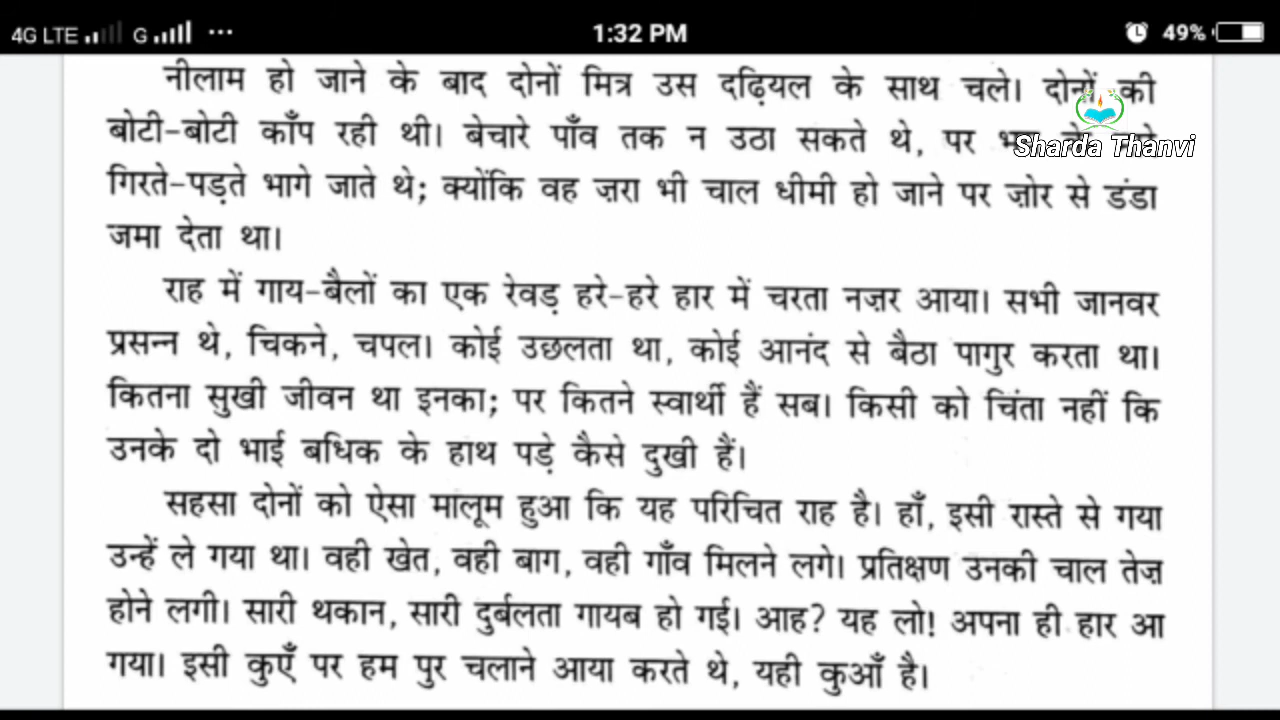 4G LTE G ... 1:32 PM 49%
नीलाम हो जाने के बाद दोनों मित्र उस दढ़ियल के साथ चले। दोनों की
Sharda Thanvi
बोटी-बोटी काँप रही थी। बेचारे पाँव तक न उठा सकते थे, पर
गिरते-पड़ते भागे जाते थे; क्योंकि वह ज़रा भी चाल धीमी हो जाने पर ज़ोर से डंडा
जमा देता था।
राह में गाय-बैलों का एक रेवड़ हरे-हरे हार में चरता नज़र आया। सभी जानवर
प्रसन्न थे, चिकने, चपल। कोई उछलता था, कोई आनंद से बैठा पागुर करता था।
कितना सुखी जीवन था इनका; पर कितने स्वार्थी हैं सब। किसी को चिंता नहीं कि
उनके दो भाई बधिक के हाथ पड़े कैसे दुखी हैं।
सहसा दोनों को ऐसा मालूम हुआ कि यह परिचित राह है। हाँ, इसी रास्ते से गया
उन्हें ले गया था। वही खेत, वही बाग, वही गाँव मिलने लगे। प्रतिक्षण उनकी चाल तेज़
होने लगी। सारी थकान, सारी दुर्बलता गायब हो गई। आह? यह लो! अपना ही हार आ
गया। इसी कुएँ पर हम पुर चलाने आया करते थे, यही कुआँ है।